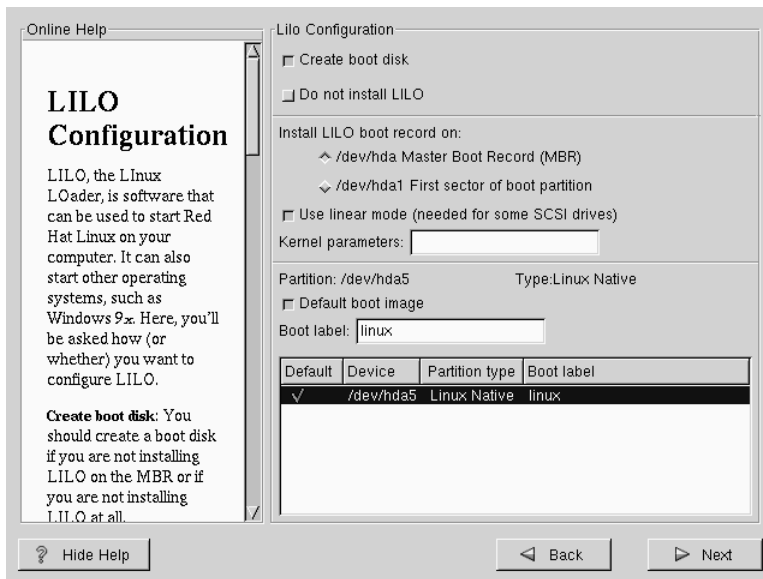 Online Help
LILO
Configuration
LILO, the LInux
LOader, is software that
can be used to start Red
Hat Linux on your
computer. It can also
start other operating
systems, such as
Windows 9x. Here, you'll
be asked how (or
whether) you want to
configure LILO.
Create boot disk: You
should create a boot disk
if you are not installing
LILO on the MBR or if
you are not installing
LILO at all.
Lilo Configuration
Create boot disk
Do not install LILO
Install LILO boot record on:
/dev/hda Master Boot Record (MBR)
/dev/hda1 First sector of boot partition
Use linear mode (needed for some SCSI drives)
Kernel parameters:
Partition: /dev/hda5 Type:Linux Native
Default boot image
Boot label: linux
Default Device Partition type Boot label
/dev/hda5 Linux Native linux
? Hide Help
Back
Next